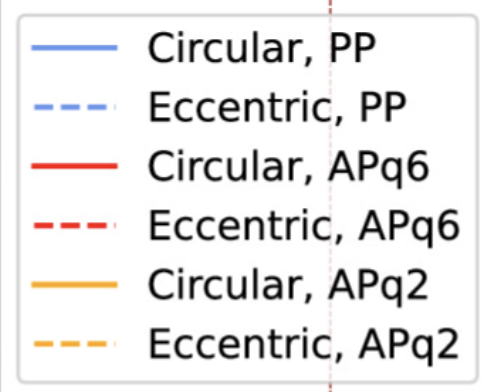 Circular, PP
Eccentric, PP
Circular, APq6
Eccentric, APq6
Circular, APq2
Eccentric, APq2